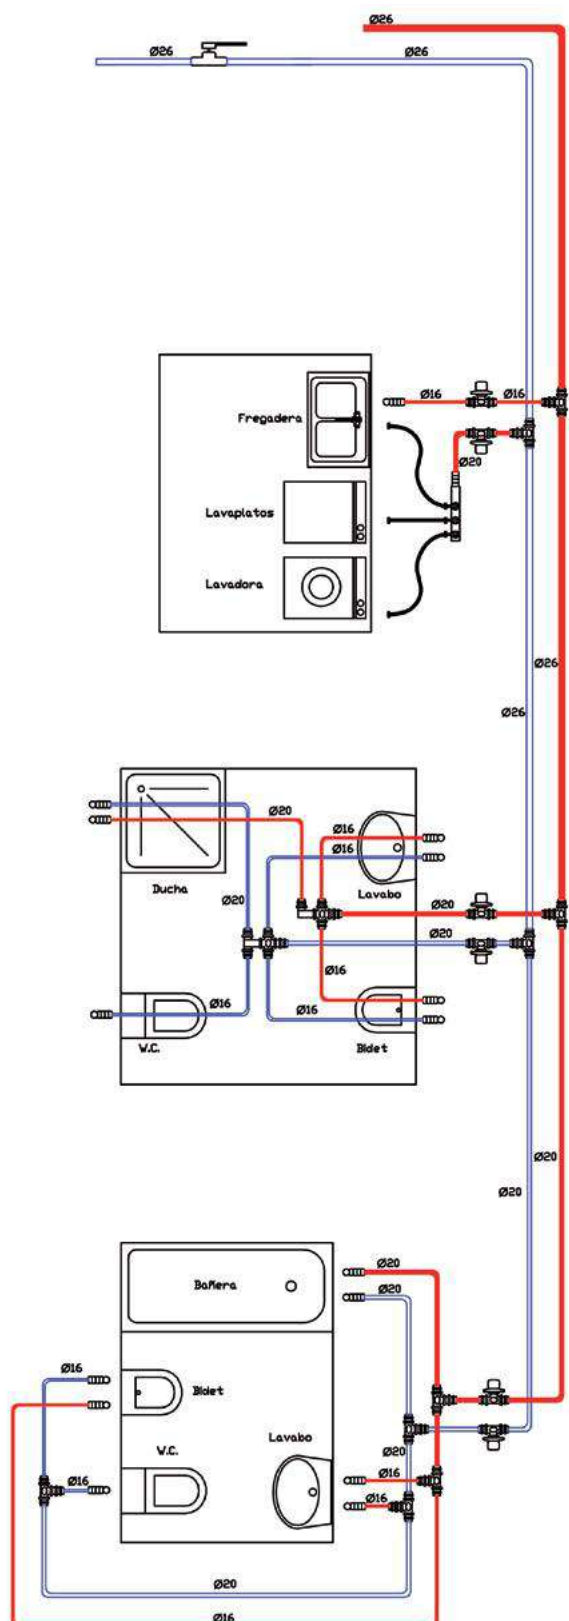 Ø26
Ø26
Ø26
Ø16
Ø16
Fregadera
Ø20
Lavaplatos
Lavadora
Ø26
Ø26
Ø20
Ø16
Ø16
Ducha
Lavabo
Ø20
Ø20
Ø20
Ø16
Ø16
Ø16
W.C.
Bidet
Ø20
Ø20
Ø20
Bañera
Ø20
Ø16
Bidet
Lavabo
W.C.
Ø20
Ø16
Ø16
Ø16
Ø20
Ø16